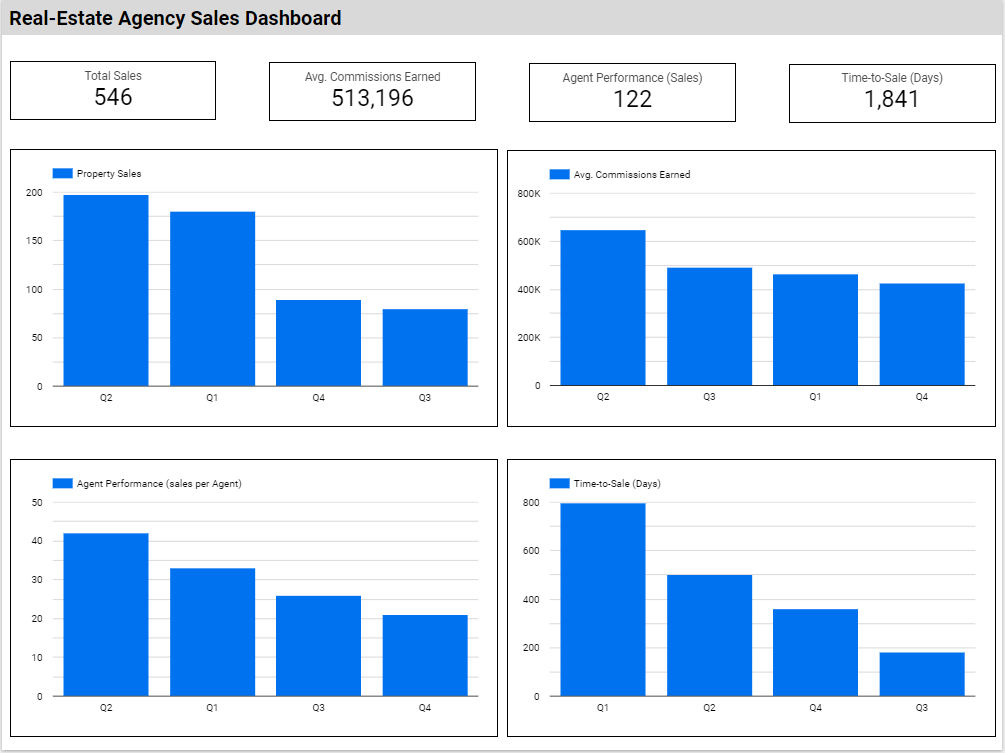 Real-Estate Agency Sales Dashboard
Total Sales
546
Avg. Commissions Earned
513,196
Agent Performance (Sales)
122
Time-to-Sale (Days)
1,841
Property Sales
200
150
100
50
0
Q2 Q1 Q4 Q3
Avg. Commissions Earned
800K
600K
400K
200K
0
Q2 Q3 Q1 Q4
Agent Performance (sales per Agent)
50
40
30
20
10
0
Q2 Q1 Q3 Q4
Time-to-Sale (Days)
800
600
400
200
0
Q1 Q2 Q4 Q3